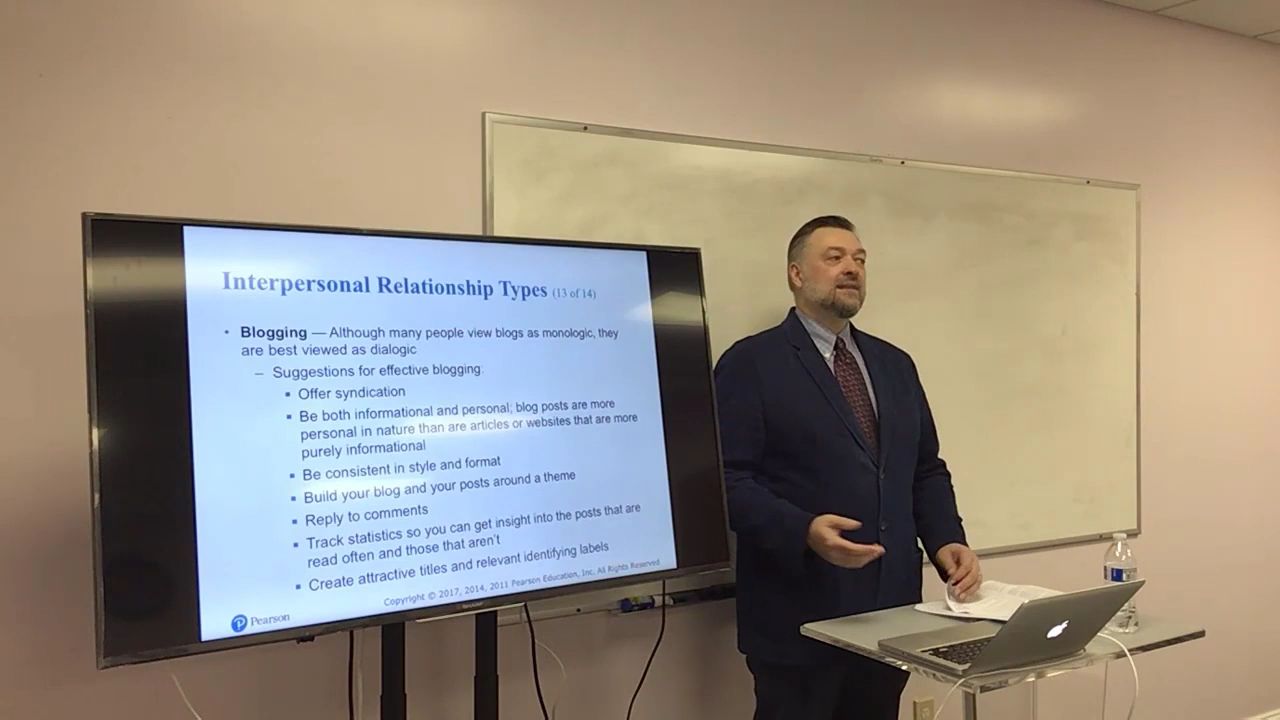 Interpersonal Relationship Types (13 of 14)
• Blogging — Although many people view blogs as monologic, they
are best viewed as dialogic
– Suggestions for effective blogging:
▪ Offer syndication
▪ Be both informational and personal; blog posts are more
personal in nature than are articles or websites that are more
purely informational
▪ Be consistent in style and format
▪ Build your blog and your posts around a theme
▪ Reply to comments
▪ Track statistics so you can get insight into the posts that are
read often and those that aren't
▪ Create attractive titles and relevant identifying labels
Copyright © 2017, 2014, 2011 Pearson Education, Inc. All Rights Reserved
P Pearson
SHARP